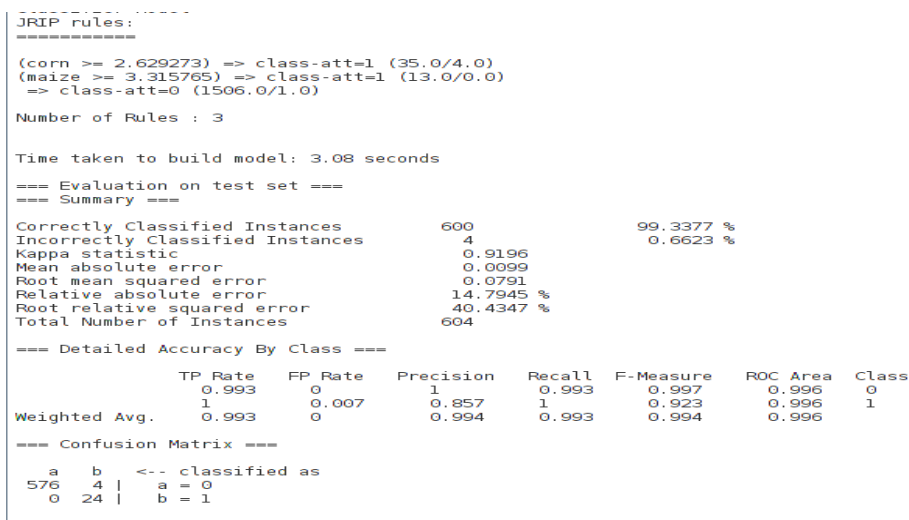 JRIP rules:
===========
(corn >= 2.629273) => class-att=1 (35.0/4.0)
(maize >= 3.315765) => class-att=1 (13.0/0.0)
=> class-att=0 (1506.0/1.0)
Number of Rules : 3
Time taken to build model: 3.08 seconds
=== Evaluation on test set ===
=== Summary ===
Correctly Classified Instances 600 99.3377 %
Incorrectly Classified Instances 4 0.6623 %
Kappa statistic 0.9196
Mean absolute error 0.0099
Root mean squared error 0.0791
Relative absolute error 14.7945 %
Root relative squared error 40.4347 %
Total Number of Instances 604
=== Detailed Accuracy By Class ===
TP Rate FP Rate Precision Recall F-Measure ROC Area Class
0.993 0 1 0.993 0.997 0.996 0
1 0.007 0.857 1 0.923 0.996 1
Weighted Avg. 0.993 0 0.994 0.993 0.994 0.996
=== Confusion Matrix ===
a b <-- classified as
576 4 | a = 0
0 24 | b = 1